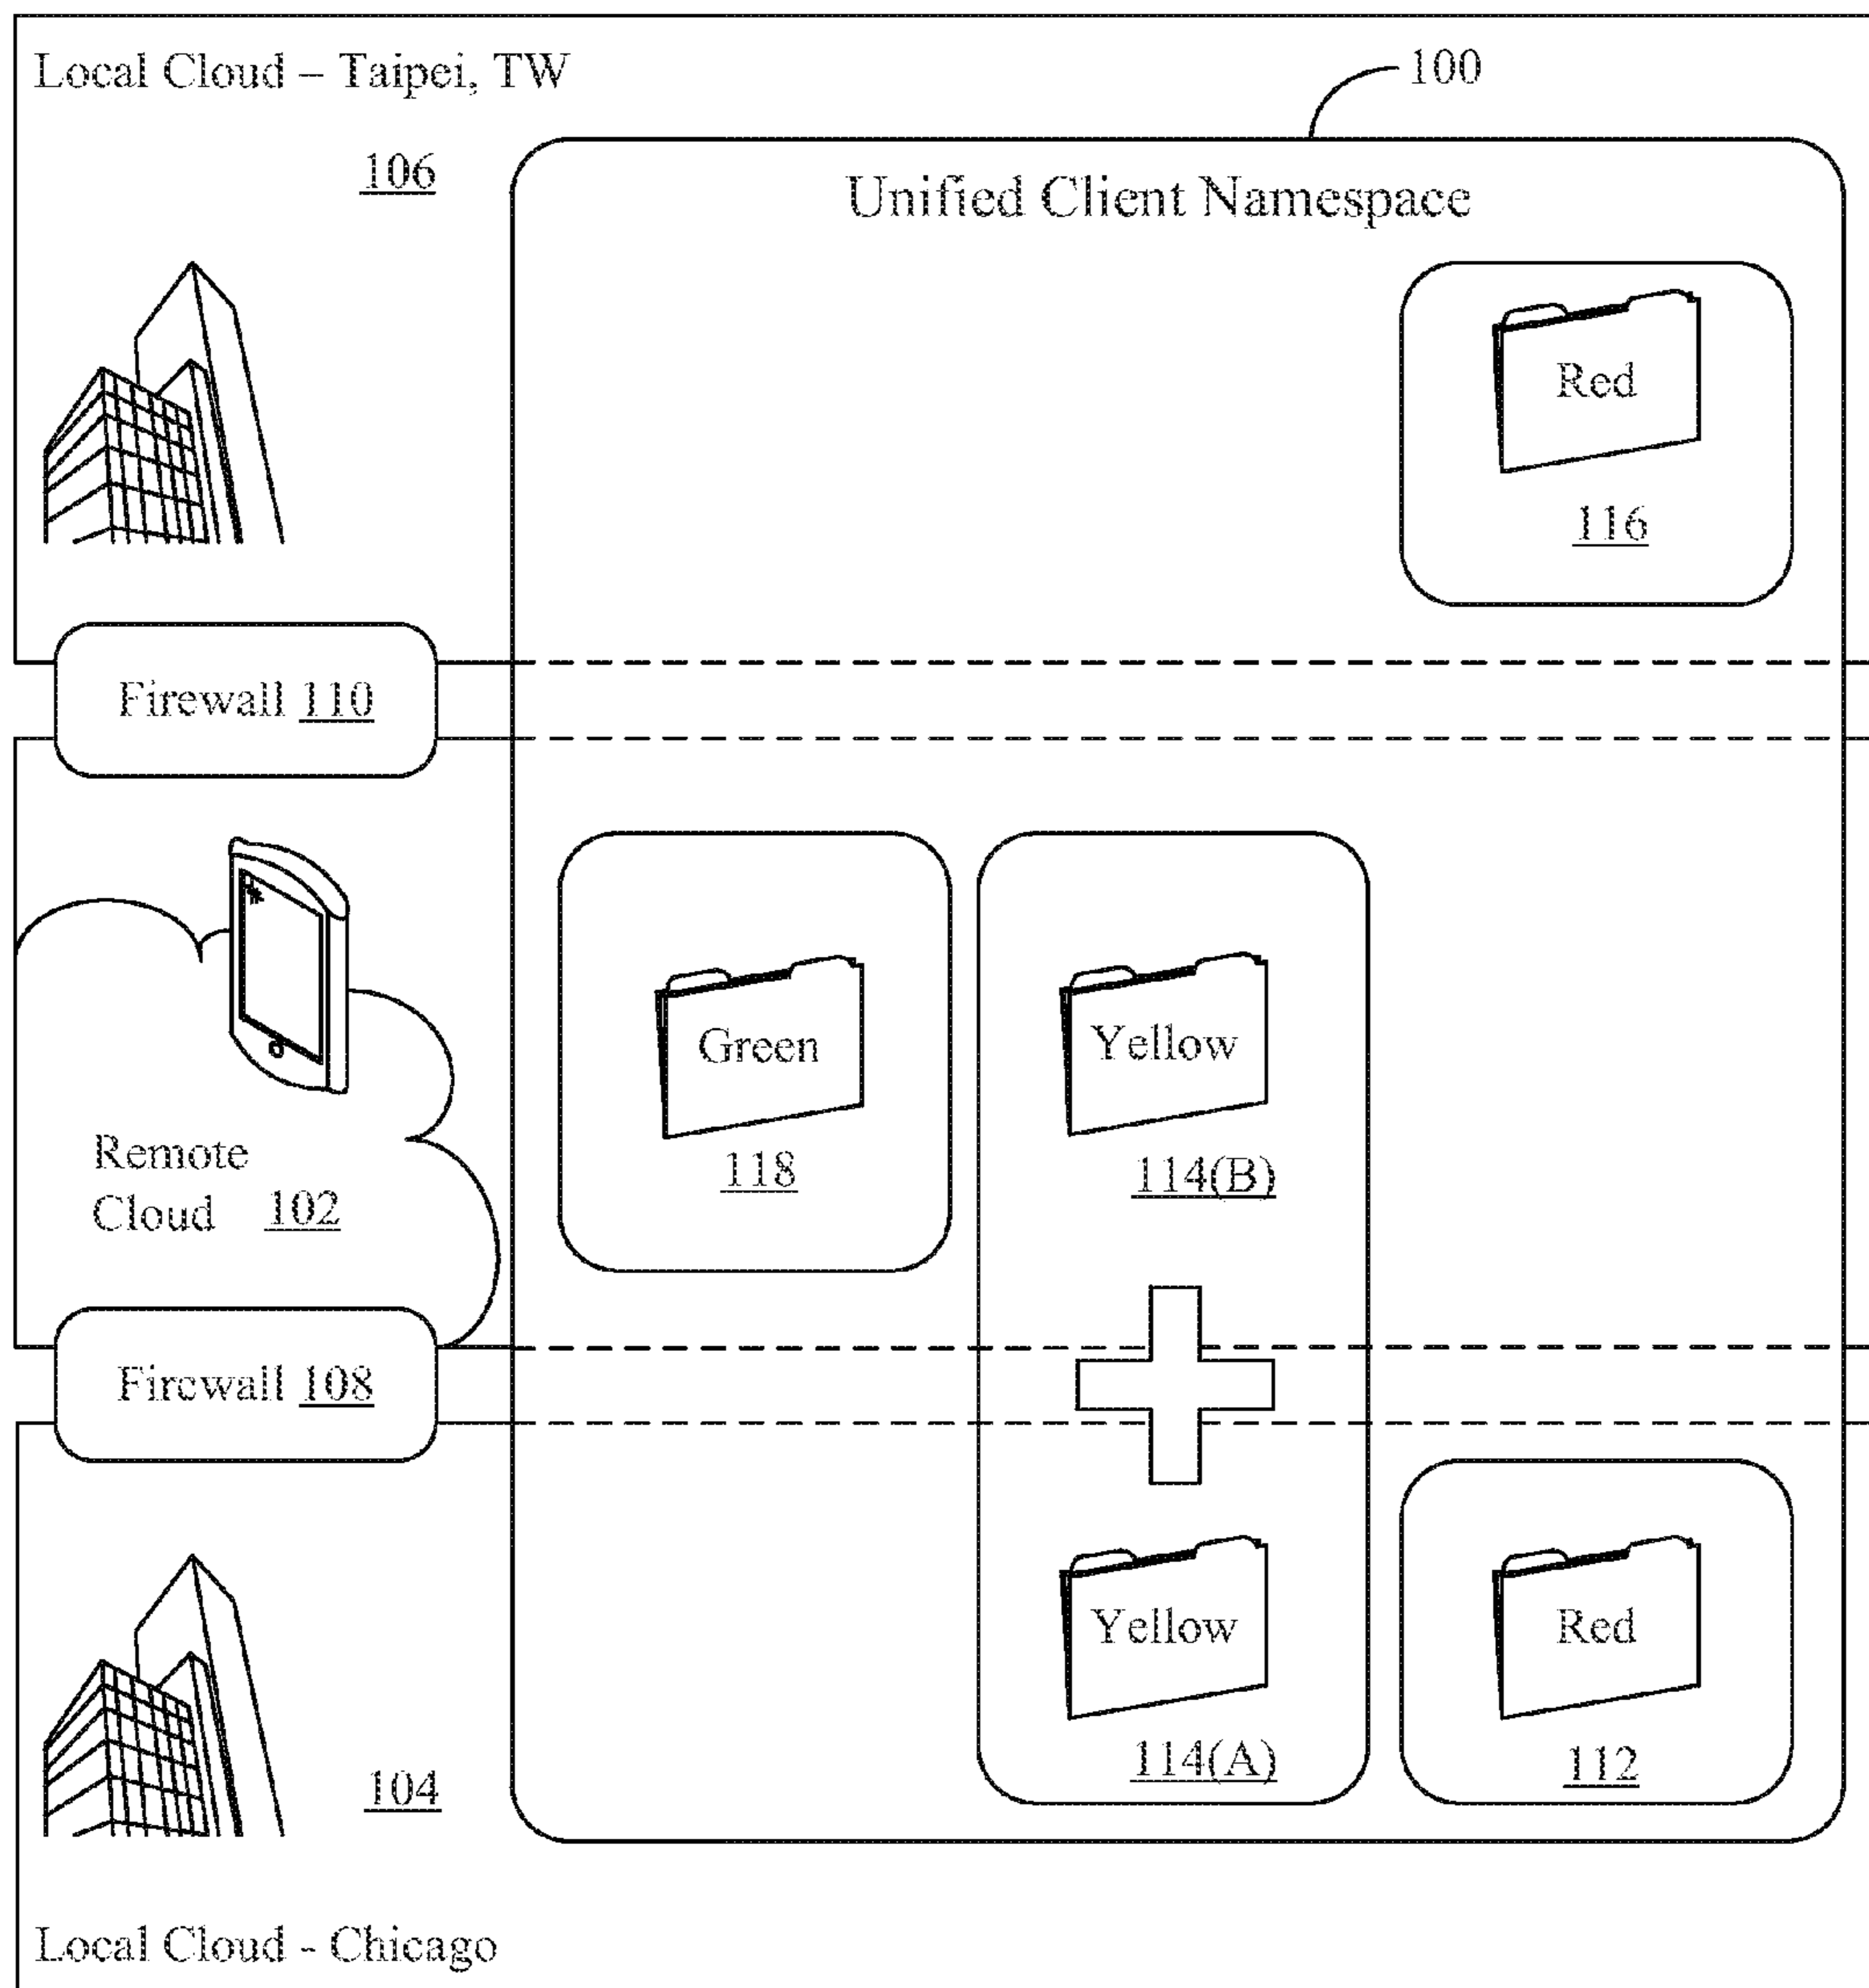 Local Cloud – Taipei, TW
100
106
Unified Client Namespace
Red
116
Firewall 110
Green
Yellow
118
114(B)
Remote
Cloud 102
Firewall 108
Yellow
Red
114(A)
112
104
Local Cloud - Chicago